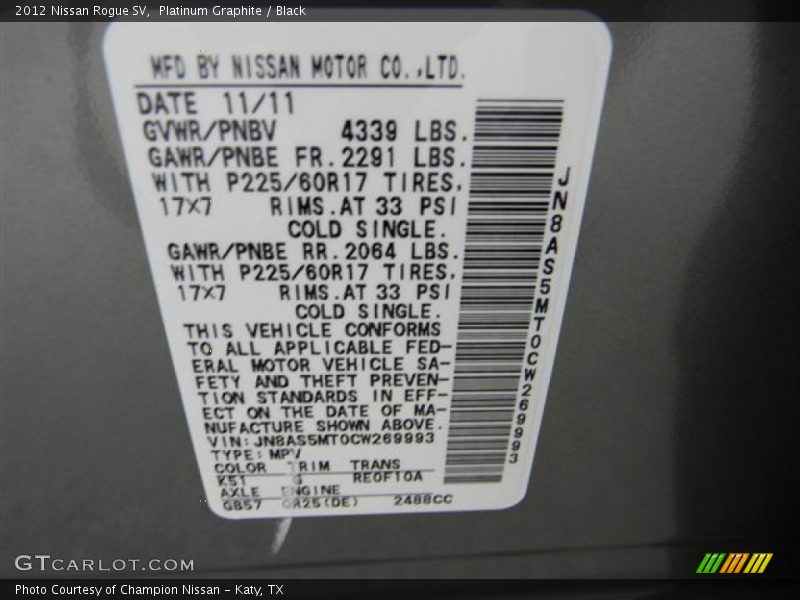 2012 Nissan Rogue SV,  Platinum Graphite / Black
MFD BY NISSAN MOTOR CO.,LTD.
DATE 11/11
GVWR/PNBV 4339 LBS.
GAWR/PNBE FR.2291 LBS.
WITH P225/60R17 TIRES,
17X7 RIMS.AT 33 PSI
COLD SINGLE.
GAWR/PNBE RR.2064 LBS.
WITH P225/60R17 TIRES,
17X7 RIMS.AT 33 PSI
COLD SINGLE.
THIS VEHICLE CONFORMS
TO ALL APPLICABLE FED-
ERAL MOTOR VEHICLE SA-
FETY AND THEFT PREVEN-
TION STANDARDS IN EFF-
ECT ON THE DATE OF MA-
NUFACTURE SHOWN ABOVE.
VIN:JN8AS5MT0CW269993
TYPE:MPV
COLOR TRIM TRANS
K51 G RE0F10A
AXLE ENGINE
GB57 QR25(DE) 2488CC
JN8AS5MT0CW269993
GTCARLOT.COM
Photo Courtesy of Champion Nissan - Katy, TX